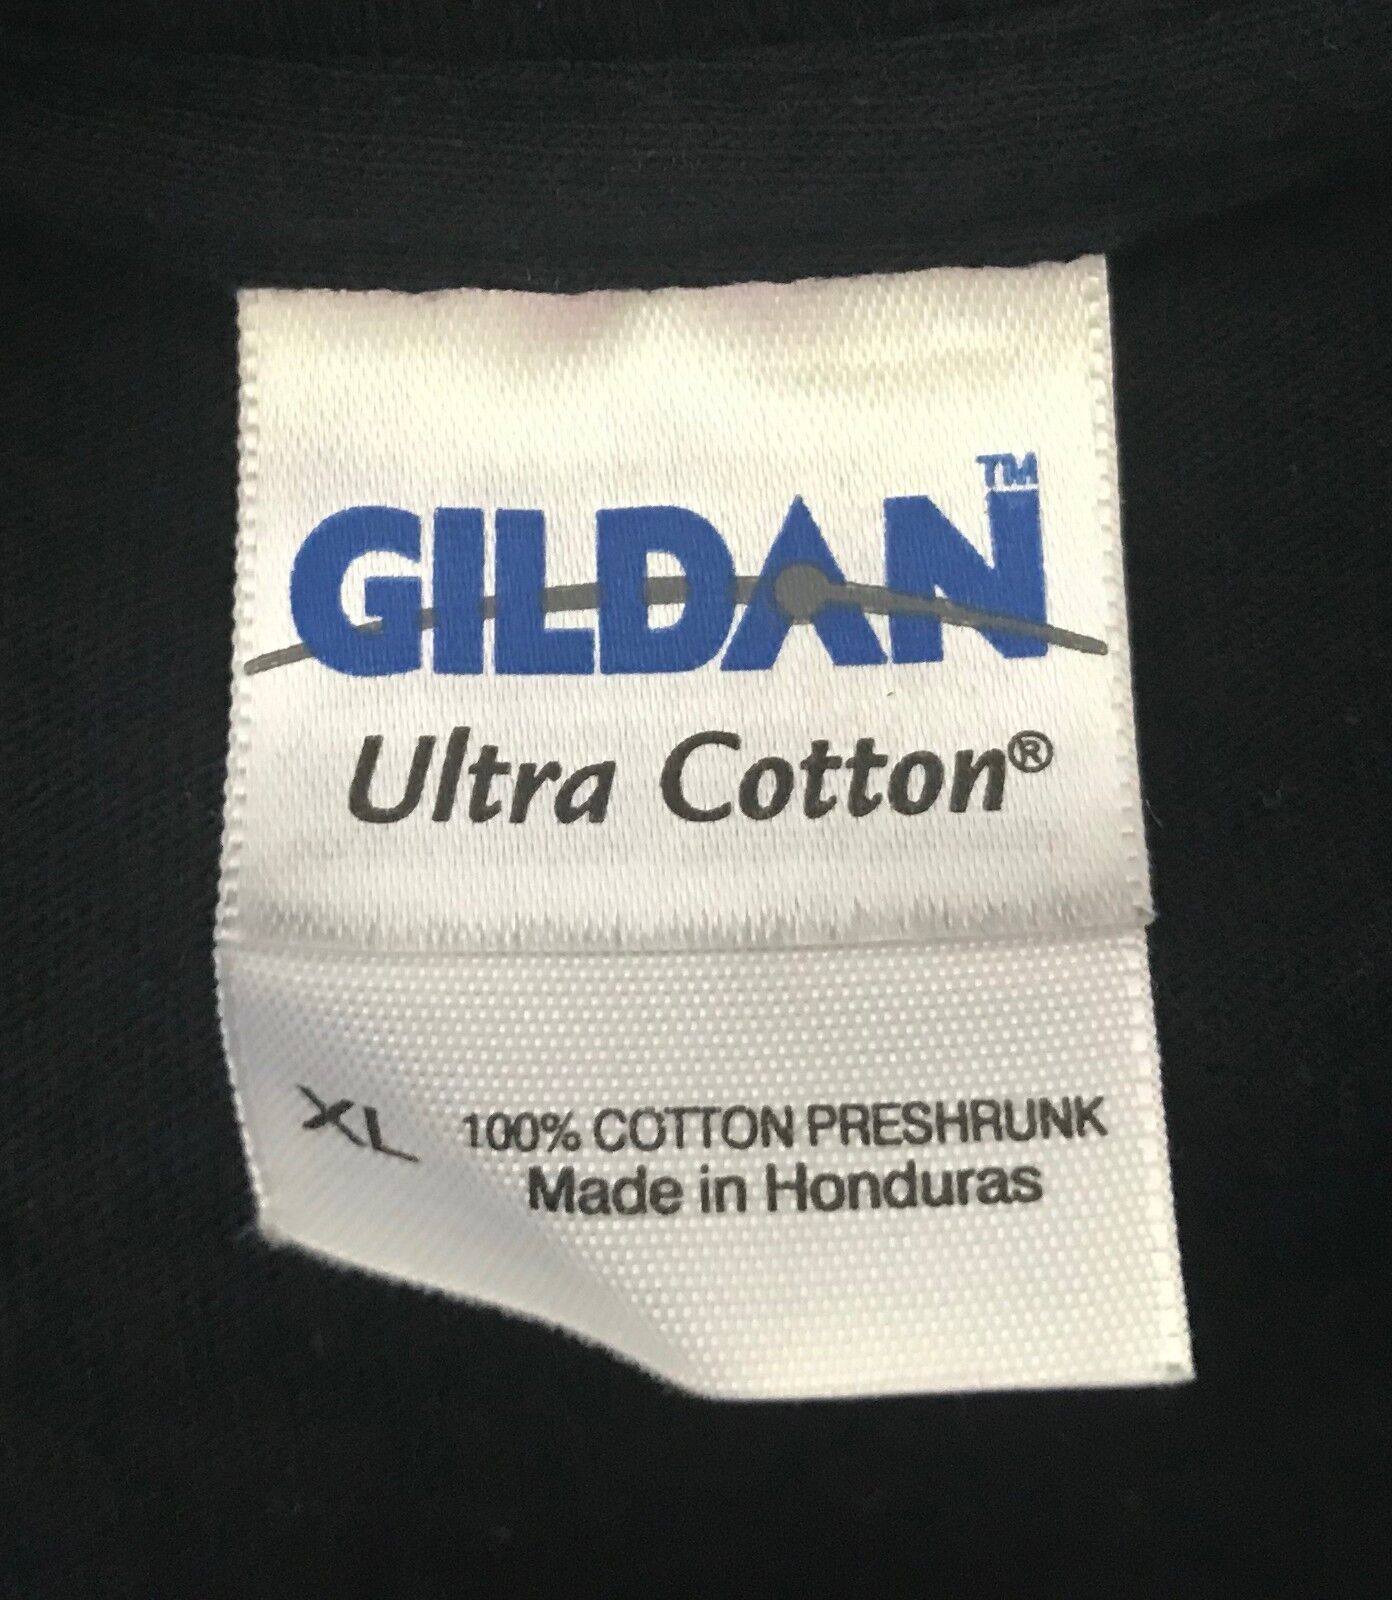 GILDAN™
Ultra Cotton®
XL 100% COTTON PRESHRUNK
Made in Honduras